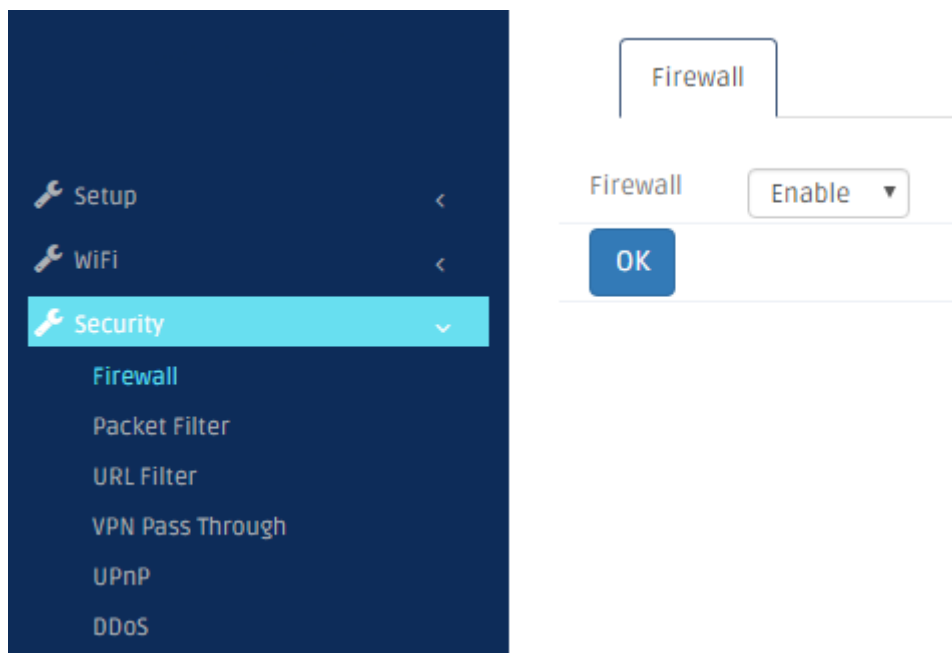 Firewall
Setup
WiFi
Security
Firewall
Packet Filter
URL Filter
VPN Pass Through
UPnP
DDoS
Firewall Enable
OK